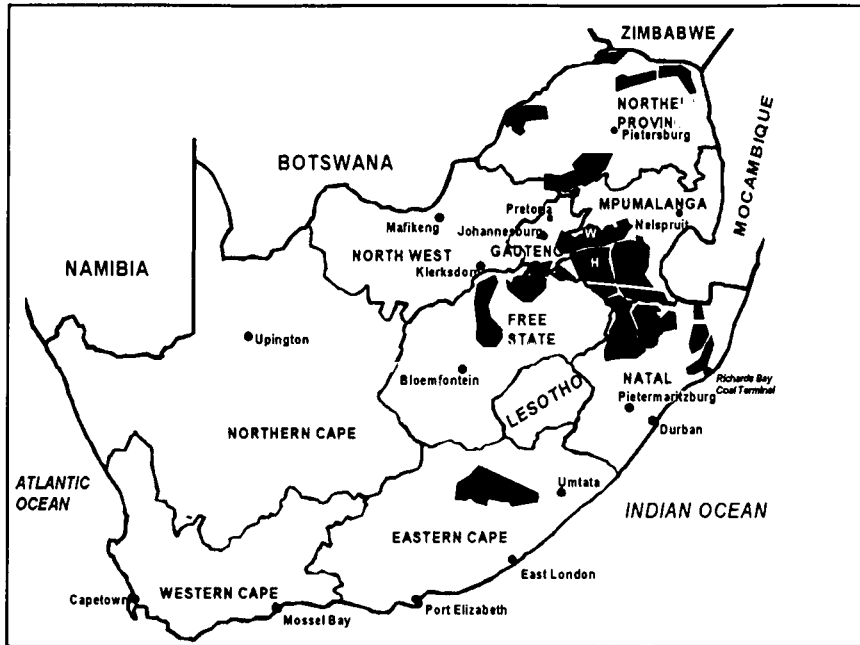 ZIMBABWE
NORTHE
PROVIN
Pietersburg
BOTSWANA
MOCAMBIQUE
MPUMALANGA
Pretoria
Mafikeng
Nelspruit
Johannesburg
W
GAUTENG
NORTH WEST
H
NAMIBIA
Klerksdorp
FREE
STATE
Upington
Bloemfontein
LESOTHO
NATAL
Richards Bay
Coal Terminal
Pietermaritzburg
Durban
NORTHERN CAPE
ATLANTIC
OCEAN
Umtata
INDIAN OCEAN
EASTERN CAPE
East London
WESTERN CAPE
Capetown
Port Elizabeth
Mossel Bay